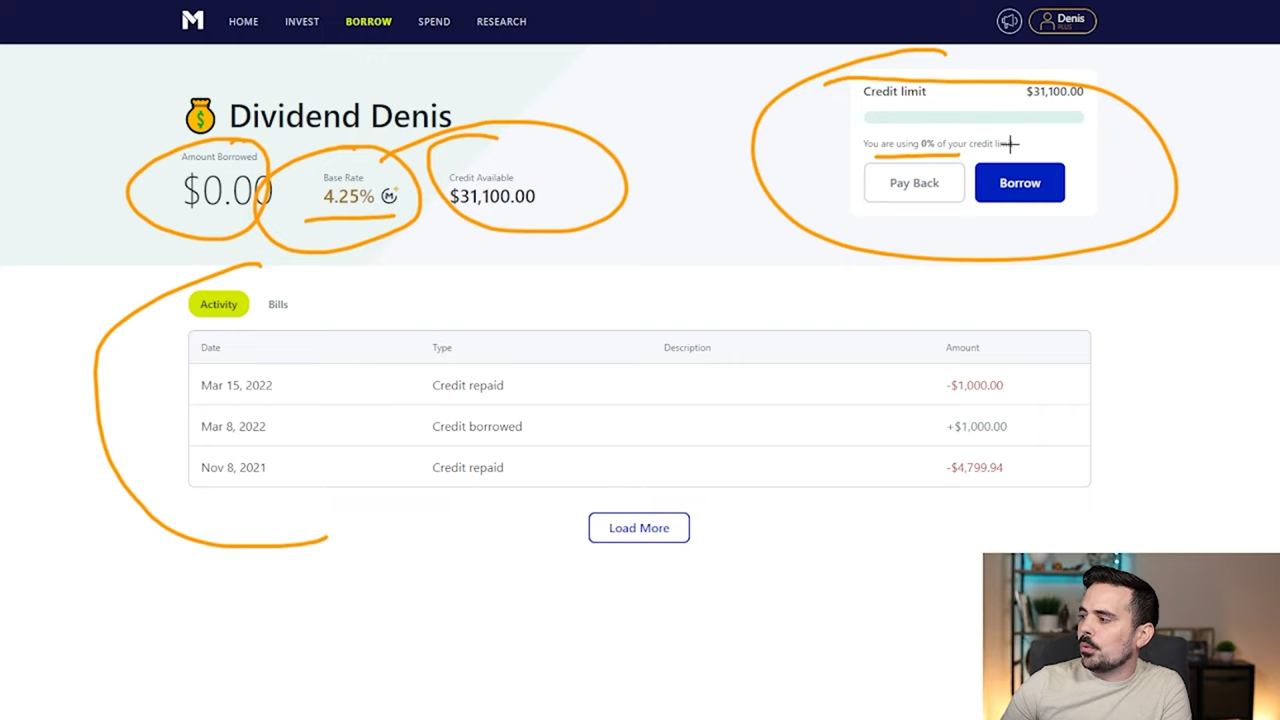 M HOME INVEST BORROW SPEND RESEARCH Denis
PLUS
Dividend Denis
Amount Borrowed
$0.00
Base Rate
4.25%
Credit Available
$31,100.00
Credit limit $31,100.00
You are using 0% of your credit
Pay Back Borrow
Activity Bills
Date Type Description Amount
Mar 15, 2022 Credit repaid -$1,000.00
Mar 8, 2022 Credit borrowed +$1,000.00
Nov 8, 2021 Credit repaid -$4,799.94
Load More